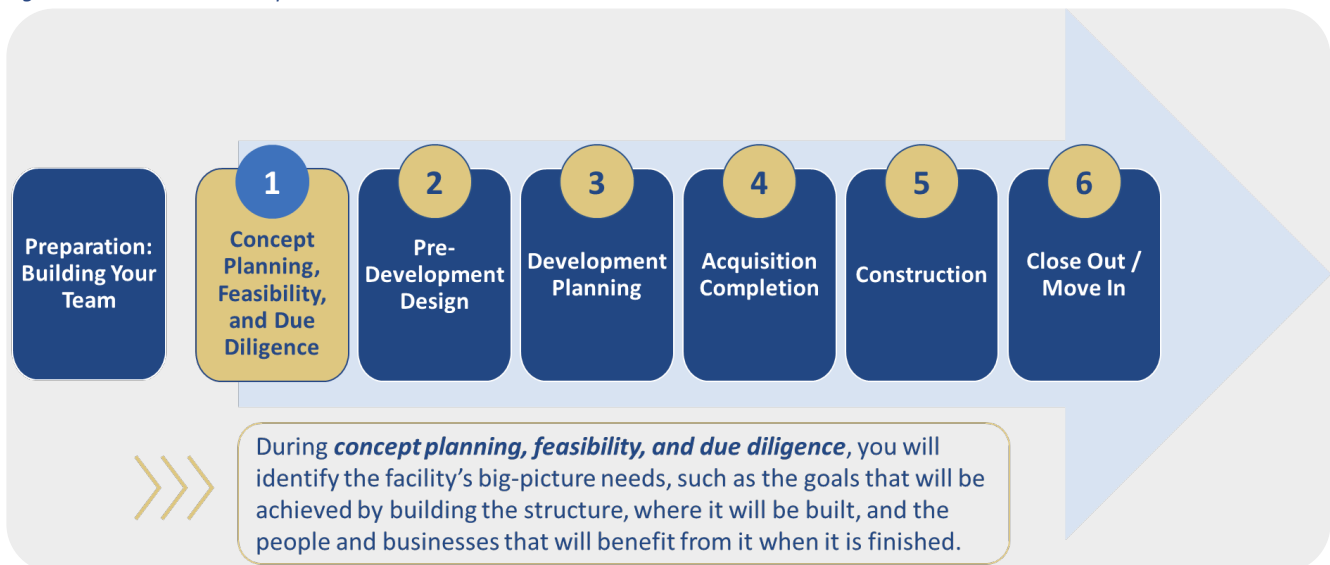 Preparation:
Building Your
Team
1
Concept
Planning,
Feasibility,
and Due
Diligence
2
Pre-
Development
Design
3
Development
Planning
4
Acquisition
Completion
5
Construction
6
Close Out /
Move In
During concept planning, feasibility, and due diligence, you will
identify the facility's big-picture needs, such as the goals that will be
achieved by building the structure, where it will be built, and the
people and businesses that will benefit from it when it is finished.